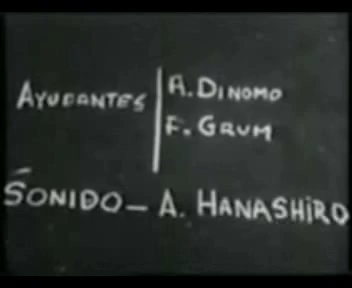 AYUDANTES
A. DINOMO
F. GRUM
SONIDO – A. HANASHIRO